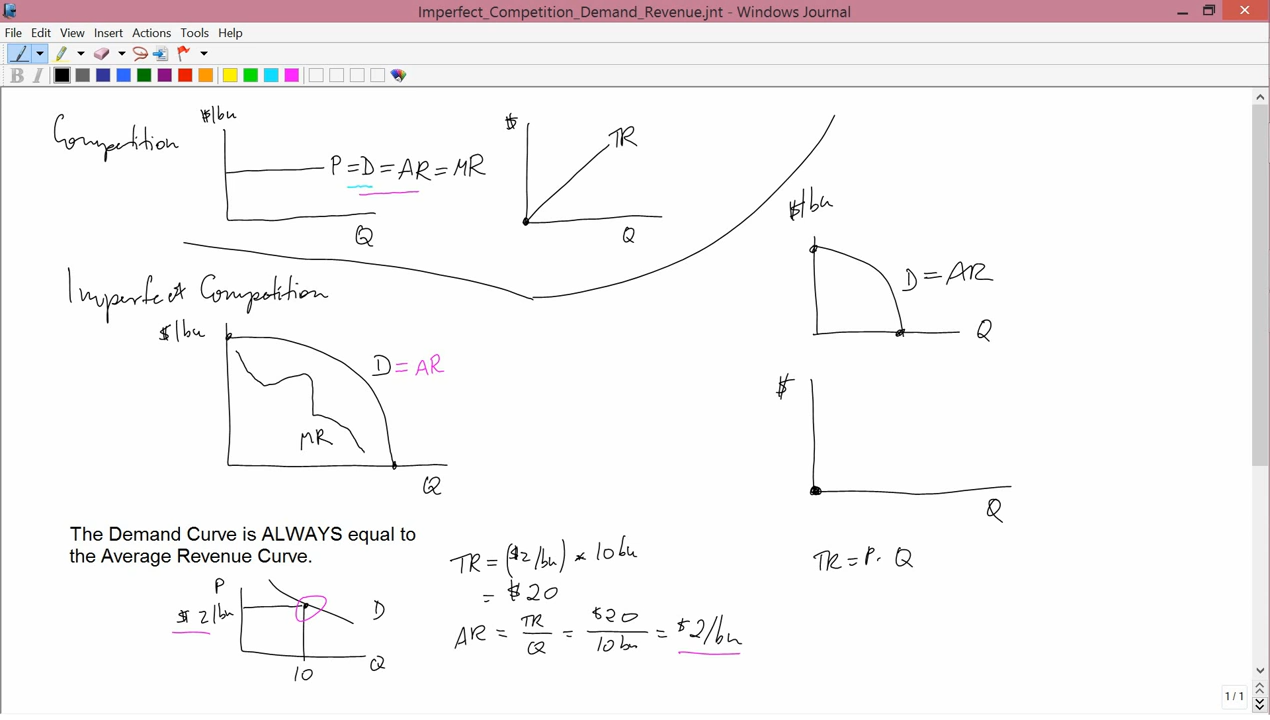 Imperfect_Competition_Demand_Revenue.jnt - Windows Journal
File Edit View Insert Actions Tools Help
B I
Competition
$/bu
P = D = AR = MR
Q
$
TR
Q
Imperfect Competition
$/bu
D = AR
MR
Q
$/bu
D = AR
Q
$
Q
TR = P · Q
The Demand Curve is ALWAYS equal to
the Average Revenue Curve.
P
$2/bu
D
Q
10
TR = ($2/bu) * 10bu
= $20
AR = TR/Q = $20/10bu = $2/bu
1 / 1